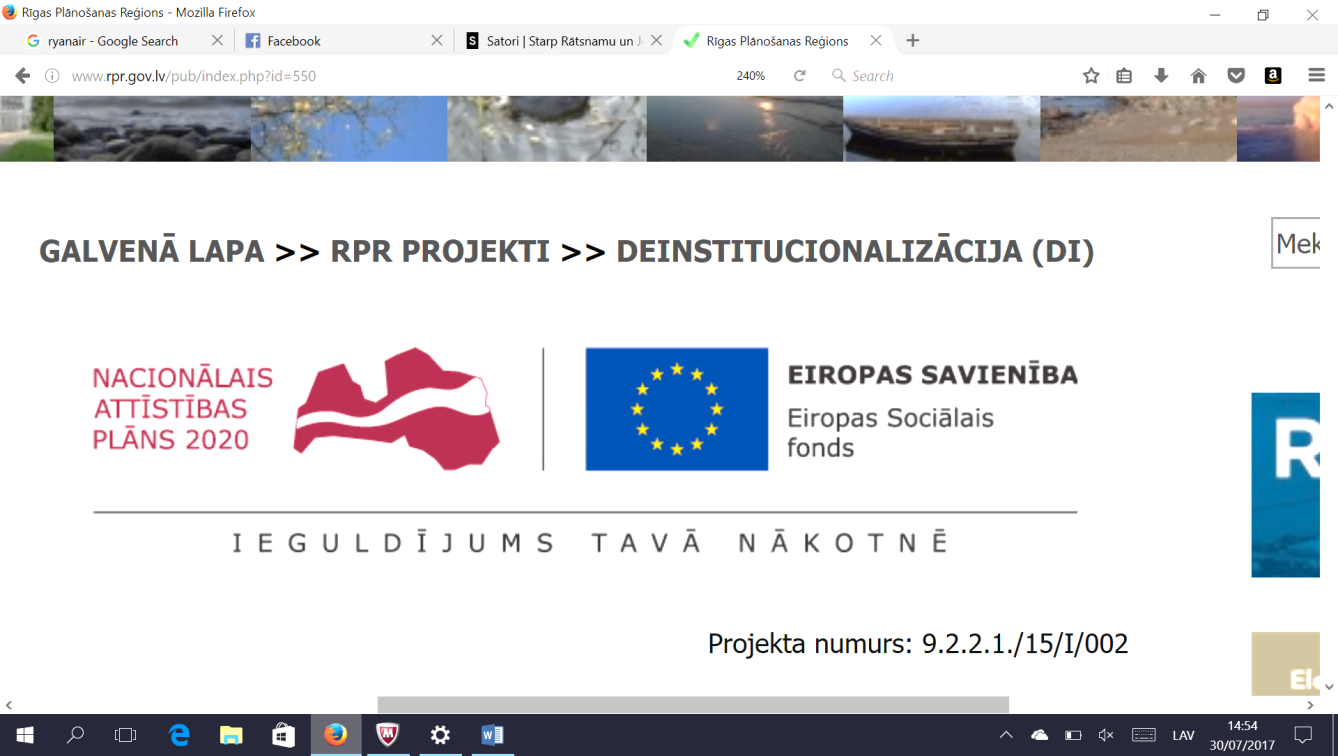 Rīgas Plānošanas Reģions - Mozilla Firefox
ryanair - Google Search
Facebook
Satori | Starp Rātsnamu un
Rīgas Plānošanas Reģions
www.rpr.gov.lv/pub/index.php?id=550
240%
Search
GALVENĀ LAPA >> RPR PROJEKTI >> DEINSTITUCIONALIZĀCIJA (DI)
Mek
NACIONĀLAIS
ATTĪSTĪBAS
PLĀNS 2020
EIROPAS SAVIENĪBA
Eiropas Sociālais
fonds
R
IEGULDĪJUMS TAVĀ NĀKOTNĒ
Projekta numurs: 9.2.2.1./15/I/002
LAV
14:54
30/07/2017